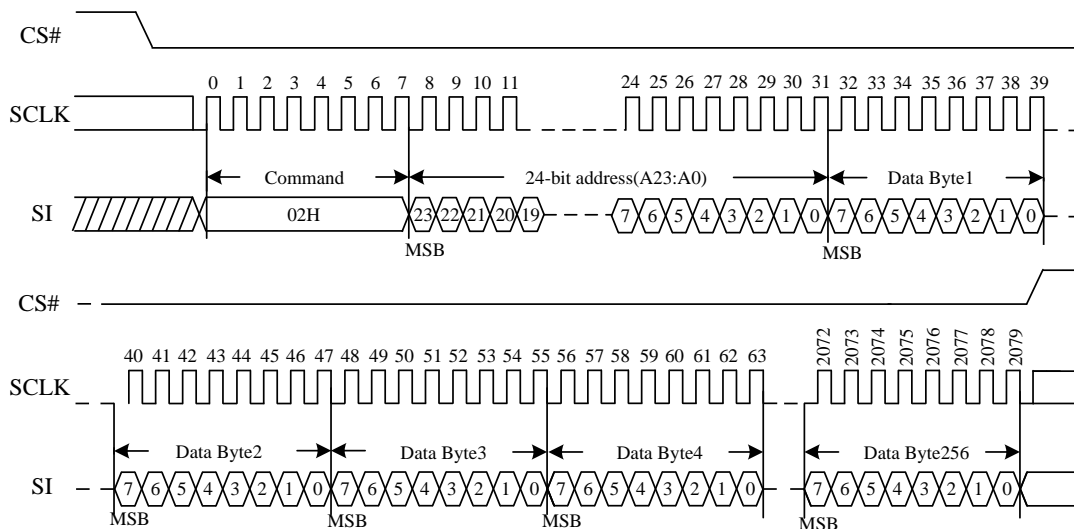 CS#
0 1 2 3 4 5 6 7 8 9 10 11 24 25 26 27 28 29 30 31 32 33 34 35 36 37 38 39
SCLK
Command 24-bit address(A23:A0) Data Byte1
SI 02H 23 22 21 20 19 7 6 5 4 3 2 1 0 7 6 5 4 3 2 1 0
MSB MSB
CS#
40 41 42 43 44 45 46 47 48 49 50 51 52 53 54 55 56 57 58 59 60 61 62 63 2072 2073 2074 2075 2076 2077 2078 2079
SCLK
Data Byte2 Data Byte3 Data Byte4 Data Byte256
SI 7 6 5 4 3 2 1 0 7 6 5 4 3 2 1 0 7 6 5 4 3 2 1 0 7 6 5 4 3 2 1 0
MSB MSB MSB MSB